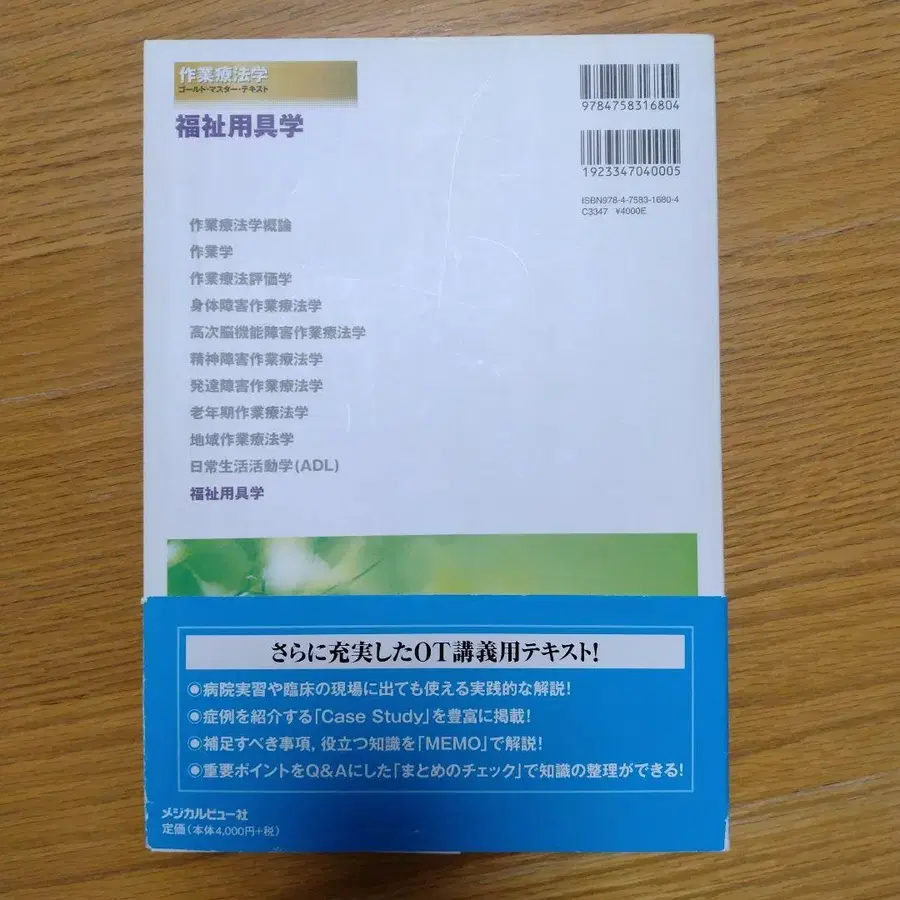 作業療法学
ゴールド・マスター・テキスト
福祉用具学
9784758316804
1923347040005
ISBN978-4-7583-1680-4
C3347 ¥4000E
作業療法学概論
作業学
作業療法評価学
身体障害作業療法学
高次脳機能障害作業療法学
精神障害作業療法学
発達障害作業療法学
老年期作業療法学
地域作業療法学
日常生活活動学(ADL)
福祉用具学
さらに充実したOT講義用テキスト!
◉病院実習や臨床の現場に出ても使える実践的な解説!
◉症例を紹介する「Case Study」を豊富に掲載!
◉補足すべき事項, 役立つ知識を「MEMO」で解説!
◉重要ポイントをQ&Aにした「まとめのチェック」で知識の整理ができる!
メジカルビュー社
定価(本体4,000円+税)